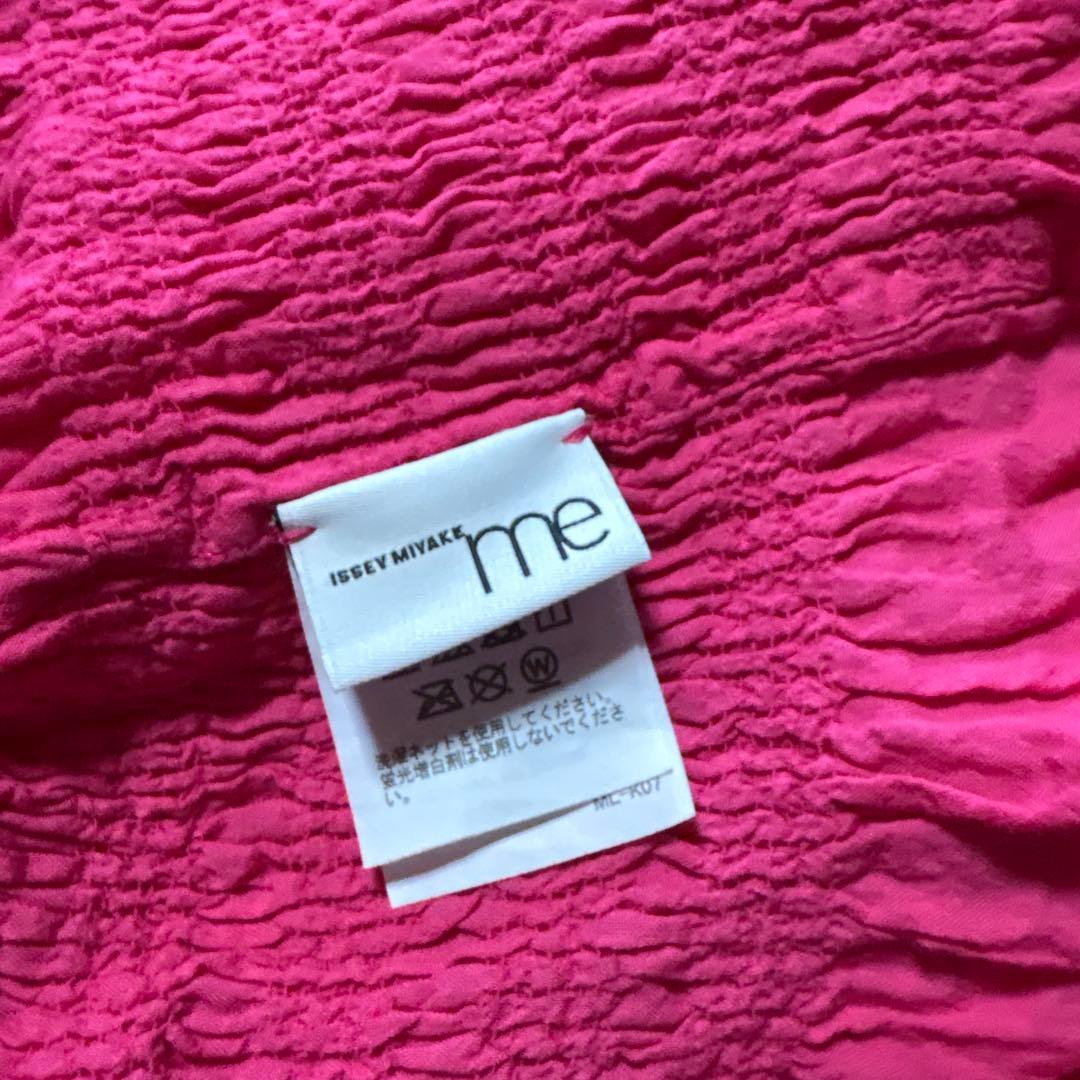 ISSEY MIYAKE me
W
洗濯ネットを使用してください。
蛍光増白剤は使用しないでくださ
い。
ML-K07